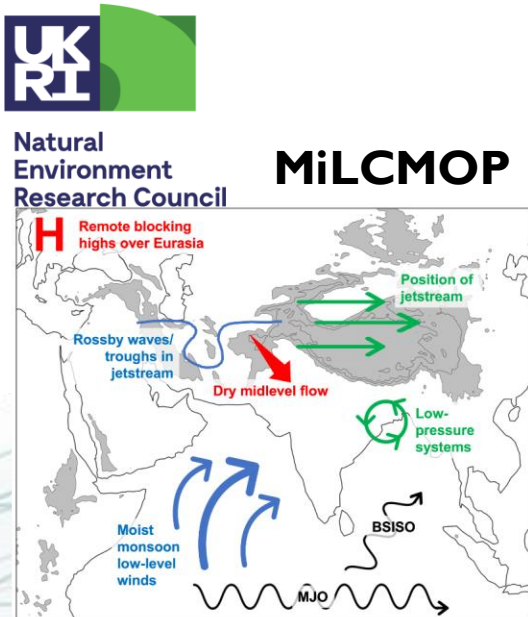 UK
RI
Natural
Environment
Research Council
MiLCMOP
H
Remote blocking
highs over Eurasia
Position of
jetstream
Rossby waves/
troughs in
jetstream
Dry midlevel flow
Low-
pressure
systems
Moist
monsoon
low-level
winds
BSISO
MJO